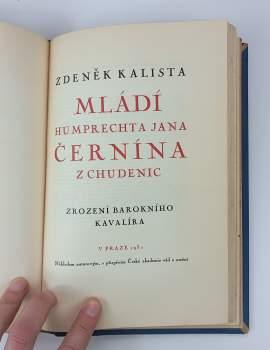 ZDENĚK KALISTA
MLÁDÍ
HUMPRECHTA JANA
ČERNÍNA
Z CHUDENIC
ZROZENÍ BAROKNÍHO
KAVALÍRA
V PRAZE
Nákladem autorovým, s přispěním České akademie věd a umění